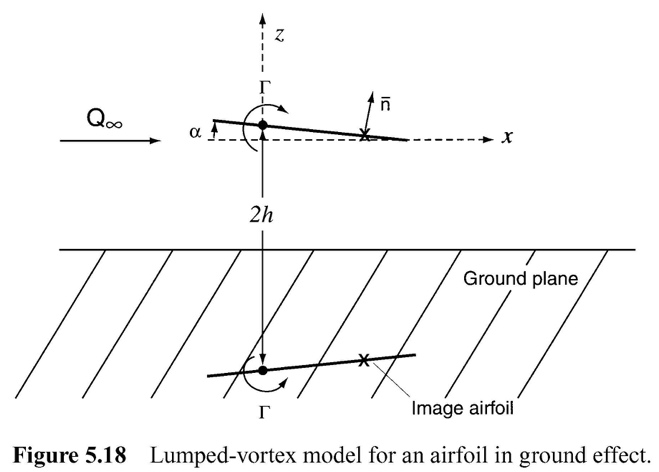 z
Γ
n̄
Q∞
α
x
2h
Ground plane
Image airfoil
Γ
Figure 5.18 Lumped-vortex model for an airfoil in ground effect.